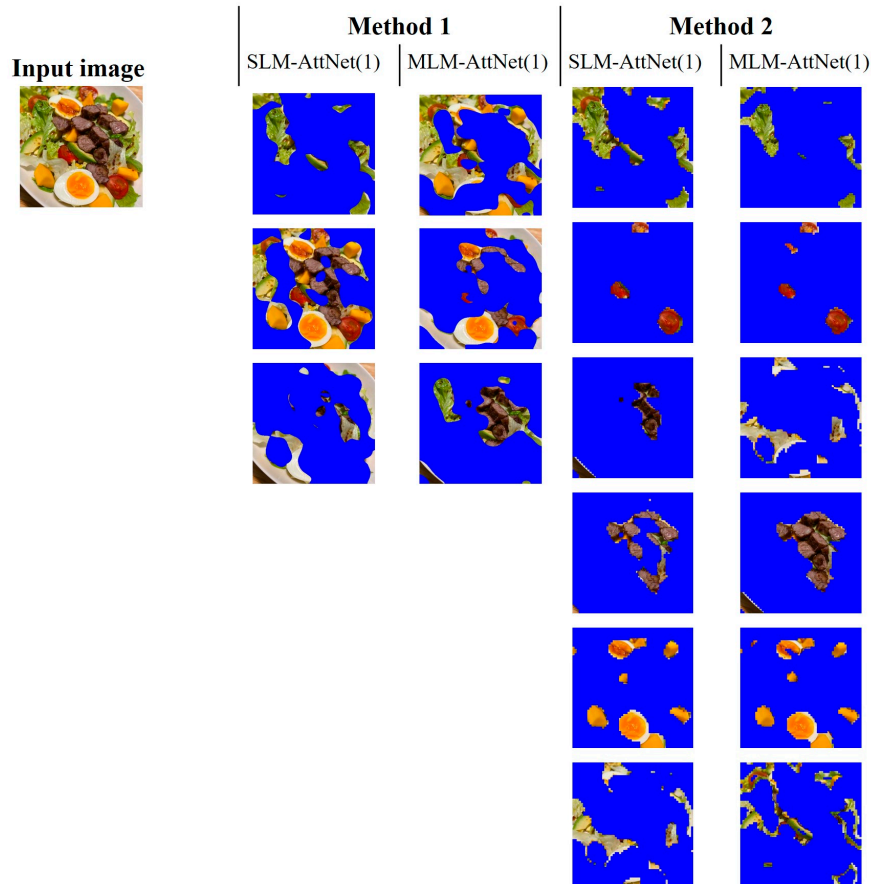 Method 1
Method 2
Input image
SLM-AttNet(1)
MLM-AttNet(1)
SLM-AttNet(1)
MLM-AttNet(1)